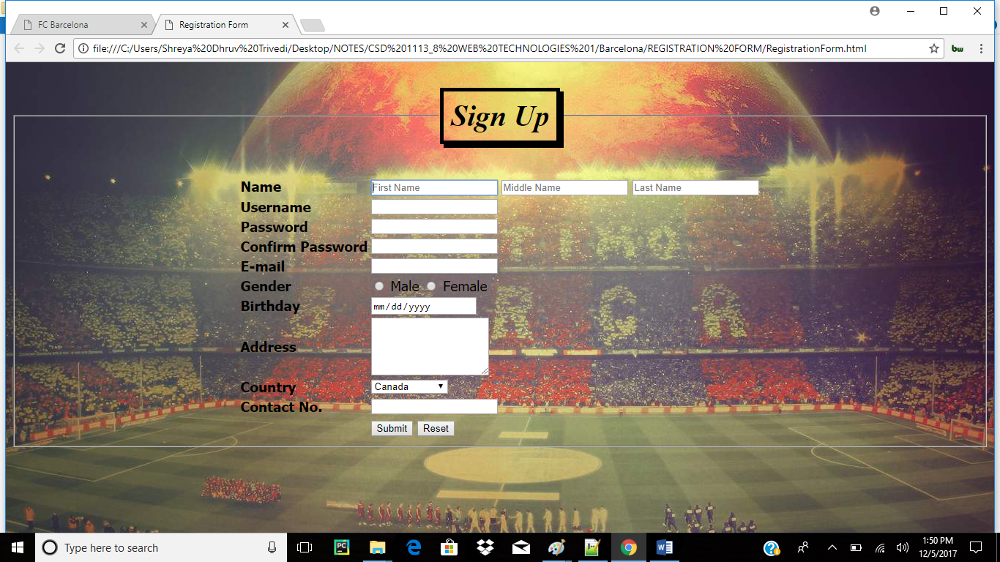 FC Barcelona
Registration Form
file:///C:/Users/Shreya%20Dhruv%20Trivedi/Desktop/NOTES/CSD%201113_8%20WEB%20TECHNOLOGIES%201/Barcelona/REGISTRATION%20FORM/RegistrationForm.html
bw
Sign Up
Name First Name Middle Name Last Name
Username
Password
Confirm Password
E-mail
Gender Male Female
Birthday mm/dd/yyyy
Address
Country Canada
Contact No.
Submit Reset
Type here to search
PC
W
1:50 PM
12/5/2017